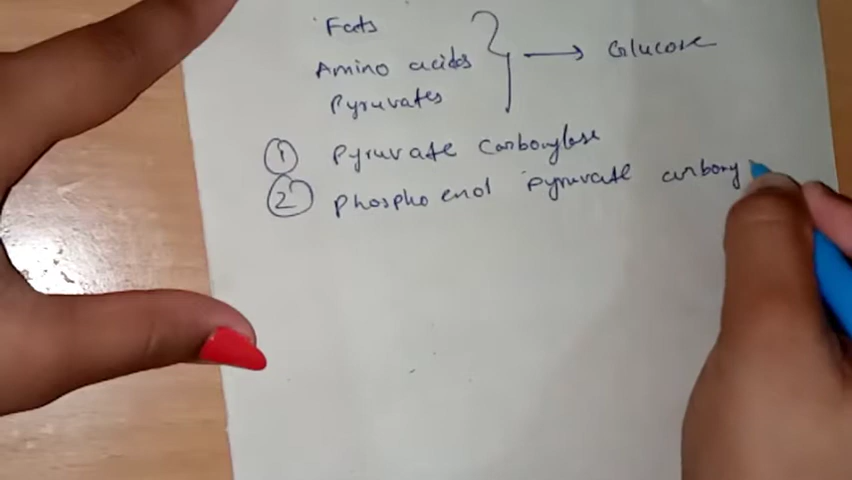 Fats
Amino acids → Glucose
Pyruvates
① Pyruvate carboxylase
② Phospho enol pyruvate carboxy